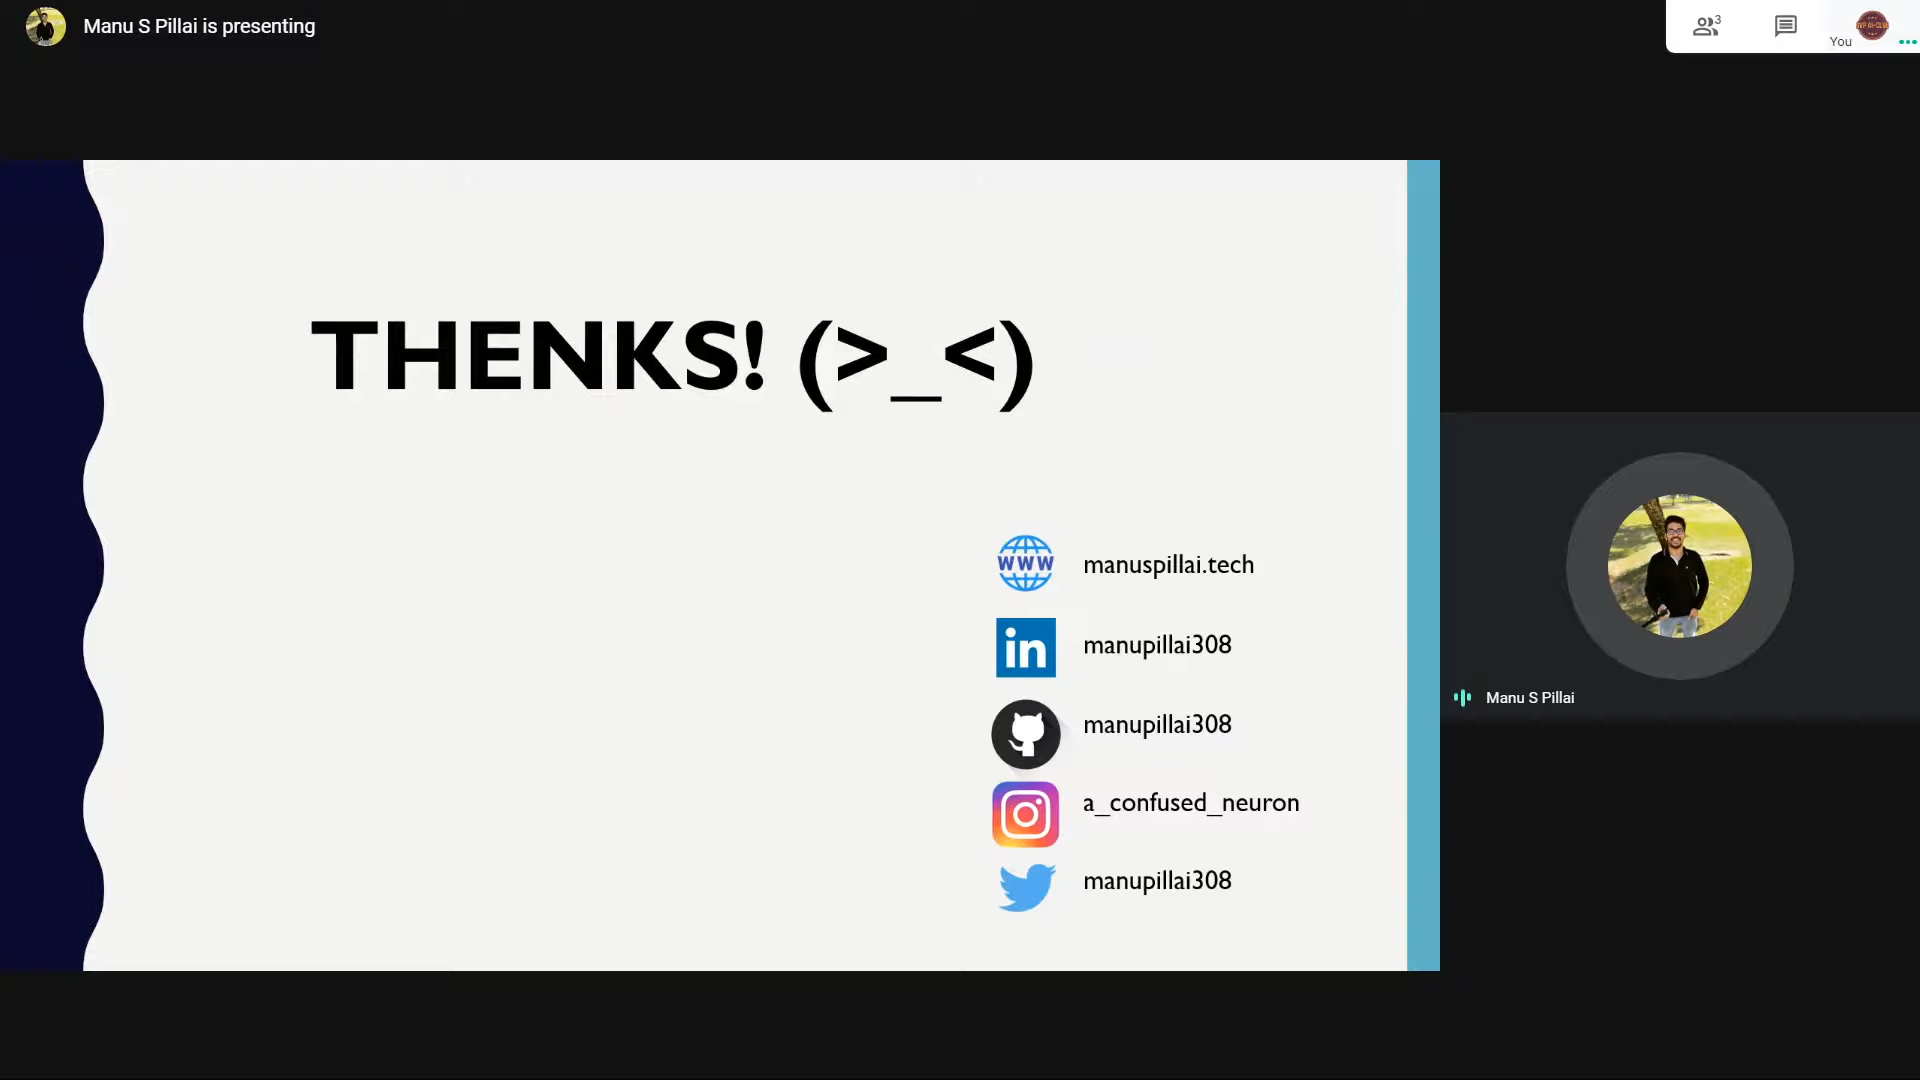 Manu S Pillai is presenting
3
You
THENKS! (>_<)
WWW
manuspillai.tech
in
manupillai308
manupillai308
a_confused_neuron
manupillai308
Manu S Pillai